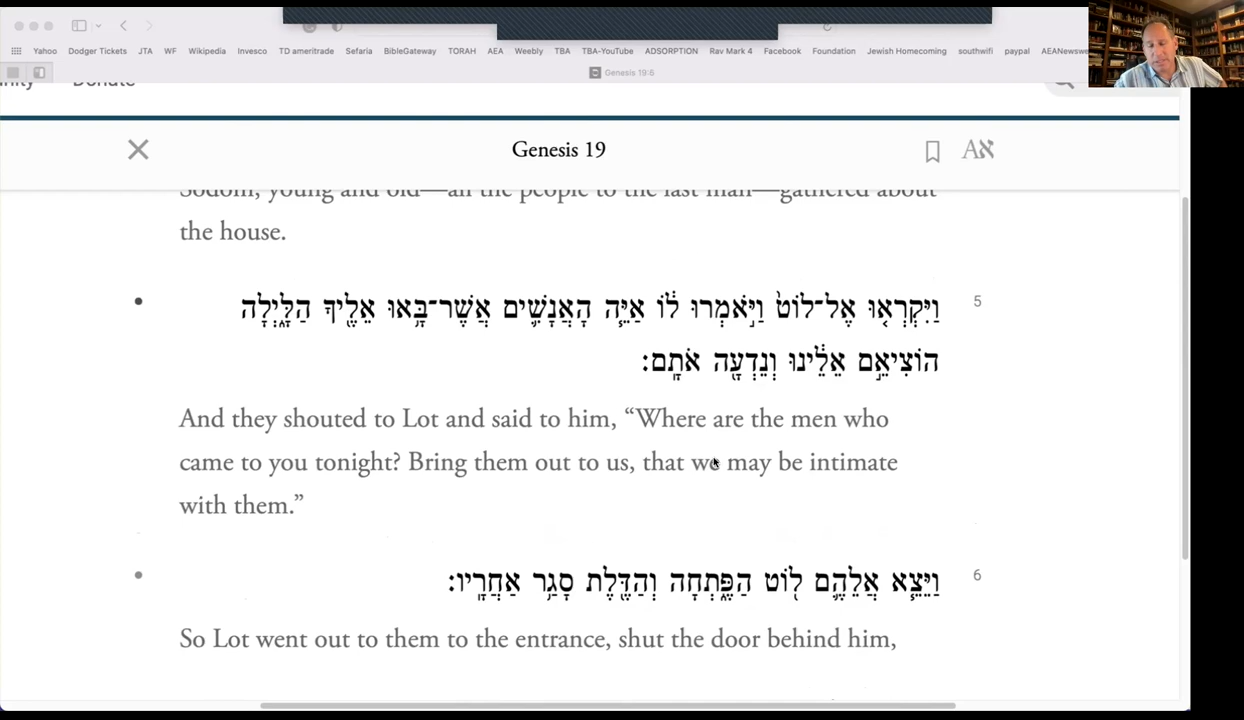 Yahoo Dodger Tickets JTA WF Wikipedia Invesco TD ameritrade Sefaria BibleGateway TORAH AEA Weebly TBA TBA-YouTube ADSORPTION Rav Mark 4 Facebook Foundation Jewish Homecoming southwifi paypal AEANewswe
Genesis 19:6
Donate
Genesis 19
Aא
Sodom, young and old—all the people to the last man—gathered about
the house.
5
וַיִּקְרְא֤וּ אֶל־לוֹט֙ וַיֹּ֣אמְרוּ ל֔וֹ אַיֵּ֧ה הָאֲנָשִׁ֛ים אֲשֶׁר־בָּ֥אוּ אֵלֶ֖יךָ הַלָּ֑יְלָה
הוֹצִיאֵ֣ם אֵלֵ֔ינוּ וְנֵדְעָ֖ה אֹתָֽם׃
And they shouted to Lot and said to him, “Where are the men who
came to you tonight? Bring them out to us, that we may be intimate
with them.”
6
וַיֵּצֵ֧א אֲלֵהֶ֛ם ל֖וֹט הַפֶּ֑תְחָה וְהַדֶּ֖לֶת סָגַ֥ר אַחֲרָֽיו׃
So Lot went out to them to the entrance, shut the door behind him,